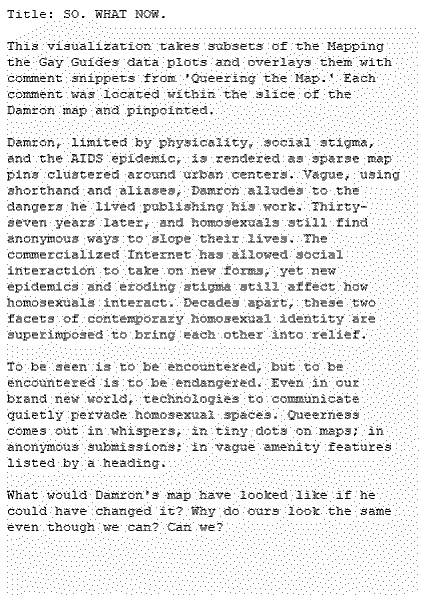 Title: SO. WHAT NOW.
This visualization takes subsets of the Mapping
the Gay Guides data plots and overlays them with
comment snippets from 'Queering the Map.' Each
comment was located within the slice of the
Damron map and pinpointed.
Damron, limited by physicality, social stigma,
and the AIDS epidemic, is rendered as sparse map
pins clustered around urban centers. Vague, using
shorthand and aliases, Damron alludes to the
dangers he lived publishing his work. Thirty-
seven years later, and homosexuals still find
anonymous ways to slope their lives. The
commercialized Internet has allowed social
interaction to take on new forms, yet new
epidemics and eroding stigma still affect how
homosexuals interact. Decades apart, these two
facets of contemporary homosexual identity are
superimposed to bring each other into relief.
To be seen is to be encountered, but to be
encountered is to be endangered. Even in our
brand new world, technologies to communicate
quietly pervade homosexual spaces. Queerness
comes out in whispers, in tiny dots on maps; in
anonymous submissions; in vague amenity features
listed by a heading.
What would Damron's map have looked like if he
could have changed it? Why do ours look the same
even though we can? Can we?